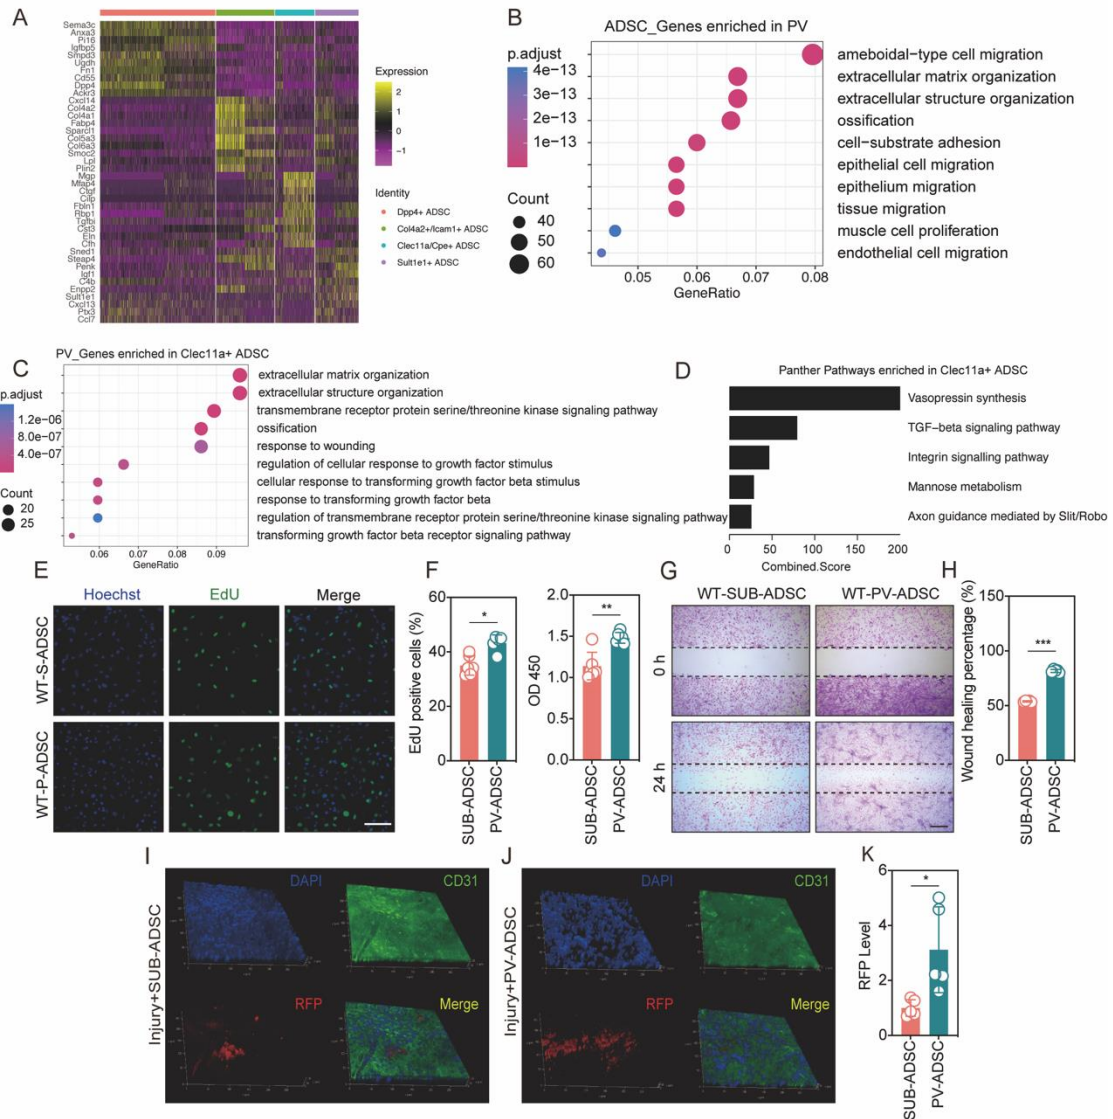 A
Sema3c
Anxa3
Pi16
Igfbp5
Smpd3
Ugdh
Fn1
Cd55
Dpp4
Ackr3
Cxcl14
Col4a2
Col4a1
Fabp4
Sparcl1
Col5a3
Col6a3
Smoc2
Lpl
Plin2
Mgp
Mfap4
Ctgf
Cilp
Fbln1
Rbp1
Tgfbi
Cst3
Eln
Cfh
Sned1
Steap4
Penk
Igf1
C4b
Enpp2
Sult1e1
Cxcl13
Ptx3
Ccl7
Expression
2
1
0
−1
Identity
Dpp4+ ADSC
Col4a2+/Icam1+ ADSC
Clec11a/Cpe+ ADSC
Sult1e1+ ADSC
B
ADSC_Genes enriched in PV
p.adjust
4e−13
3e−13
2e−13
1e−13
Count
40
50
60
ameboidal-type cell migration
extracellular matrix organization
extracellular structure organization
ossification
cell−substrate adhesion
epithelial cell migration
epithelium migration
tissue migration
muscle cell proliferation
endothelial cell migration
0.05 0.06 0.07 0.08
GeneRatio
C
PV_Genes enriched in Clec11a+ ADSC
p.adjust
1.2e−06
8.0e−07
4.0e−07
Count
20
25
extracellular matrix organization
extracellular structure organization
transmembrane receptor protein serine/threonine kinase signaling pathway
ossification
response to wounding
regulation of cellular response to growth factor stimulus
cellular response to transforming growth factor beta stimulus
response to transforming growth factor beta
regulation of transmembrane receptor protein serine/threonine kinase signaling pathway
transforming growth factor beta receptor signaling pathway
0.06 0.07 0.08 0.09
GeneRatio
D
Panther Pathways enriched in Clec11a+ ADSC
Vasopressin synthesis
TGF−beta signaling pathway
Integrin signalling pathway
Mannose metabolism
Axon guidance mediated by Slit/Robo
0 50 100 150 200
Combined.Score
E
Hoechst EdU Merge
WT-S-ADSC
WT-P-ADSC
F
EdU positive cells (%)
60
40
20
0
*
SUB-ADSC
PV-ADSC
OD 450
2.0
1.5
1.0
0.5
0.0
**
SUB-ADSC
PV-ADSC
G
WT-SUB-ADSC WT-PV-ADSC
0 h
24 h
H
Wound healing percentage (%)
150
100
50
0
***
SUB-ADSC
PV-ADSC
I
Injury+SUB-ADSC
DAPI CD31
RFP Merge
J
Injury+PV-ADSC
DAPI CD31
RFP Merge
K
RFP Level
6
4
2
0
*
SUB-ADSC
PV-ADSC